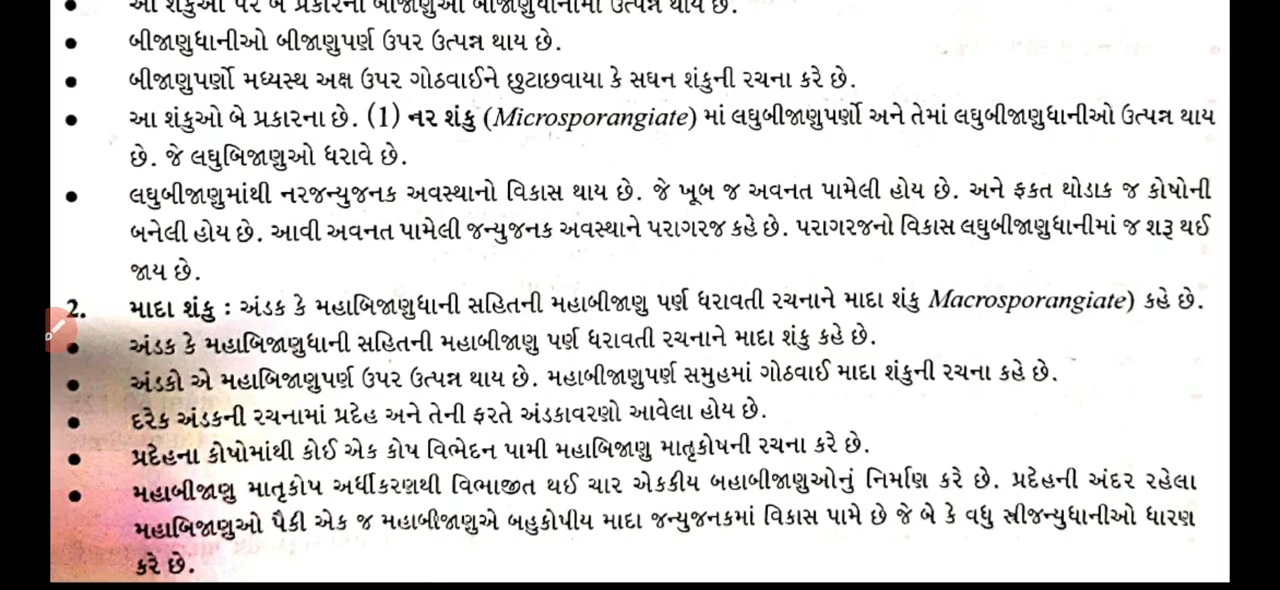 આ શંકુઓ પર બે પ્રકારના બીજાણુઓ બીજાણુધાનીમાં ઉત્પન્ન થાય છે.
• બીજાણુધાનીઓ બીજાણુપર્ણ ઉપર ઉત્પન્ન થાય છે.
• બીજાણુપર્ણો મધ્યસ્થ અક્ષ ઉપર ગોઠવાઈને છુટાછવાયા કે સઘન શંકુની રચના કરે છે.
• આ શંકુઓ બે પ્રકારના છે. (1) નર શંકુ (Microsporangiate) માં લઘુબીજાણુપર્ણો અને તેમાં લઘુબીજાણુધાનીઓ ઉત્પન્ન થાય
છે. જે લઘુબિજાણુઓ ધરાવે છે.
• લઘુબીજાણુમાંથી નરજન્યુજનક અવસ્થાનો વિકાસ થાય છે. જે ખૂબ જ અવનત પામેલી હોય છે. અને ફકત થોડાક જ કોષોની
બનેલી હોય છે. આવી અવનત પામેલી જન્યુજનક અવસ્થાને પરાગરજ કહે છે. પરાગરજનો વિકાસ લઘુબીજાણુધાનીમાં જ શરૂ થઈ
જાય છે.
2. માદા શંકુ : અંડક કે મહાબિજાણુધાની સહિતની મહાબીજાણુ પર્ણ ધરાવતી રચનાને માદા શંકુ Macrosporangiate) કહે છે.
• અંડક કે મહાબિજાણુધાની સહિતની મહાબીજાણુ પર્ણ ધરાવતી રચનાને માદા શંકુ કહે છે.
• અંડકો એ મહાબિજાણુપર્ણ ઉપર ઉત્પન્ન થાય છે. મહાબીજાણુપર્ણ સમુહમાં ગોઠવાઈ માદા શંકુની રચના કહે છે.
• દરેક અંડકની રચનામાં પ્રદેહ અને તેની ફરતે અંડકાવરણો આવેલા હોય છે.
• પ્રદેહના કોષોમાંથી કોઈ એક કોષ વિભેદન પામી મહાબિજાણુ માતૃકોષની રચના કરે છે.
• મહાબીજાણુ માતૃકોષ અર્ધીકરણથી વિભાજીત થઈ ચાર એકકીય બહાબીજાણુઓનું નિર્માણ કરે છે. પ્રદેહની અંદર રહેલા
મહાબિજાણુઓ પૈકી એક જ મહાબીજાણુએ બહુકોષીય માદા જન્યુજનકમાં વિકાસ પામે છે જે બે કે વધુ સ્રીજન્યુધાનીઓ ધારણ
કરે છે.